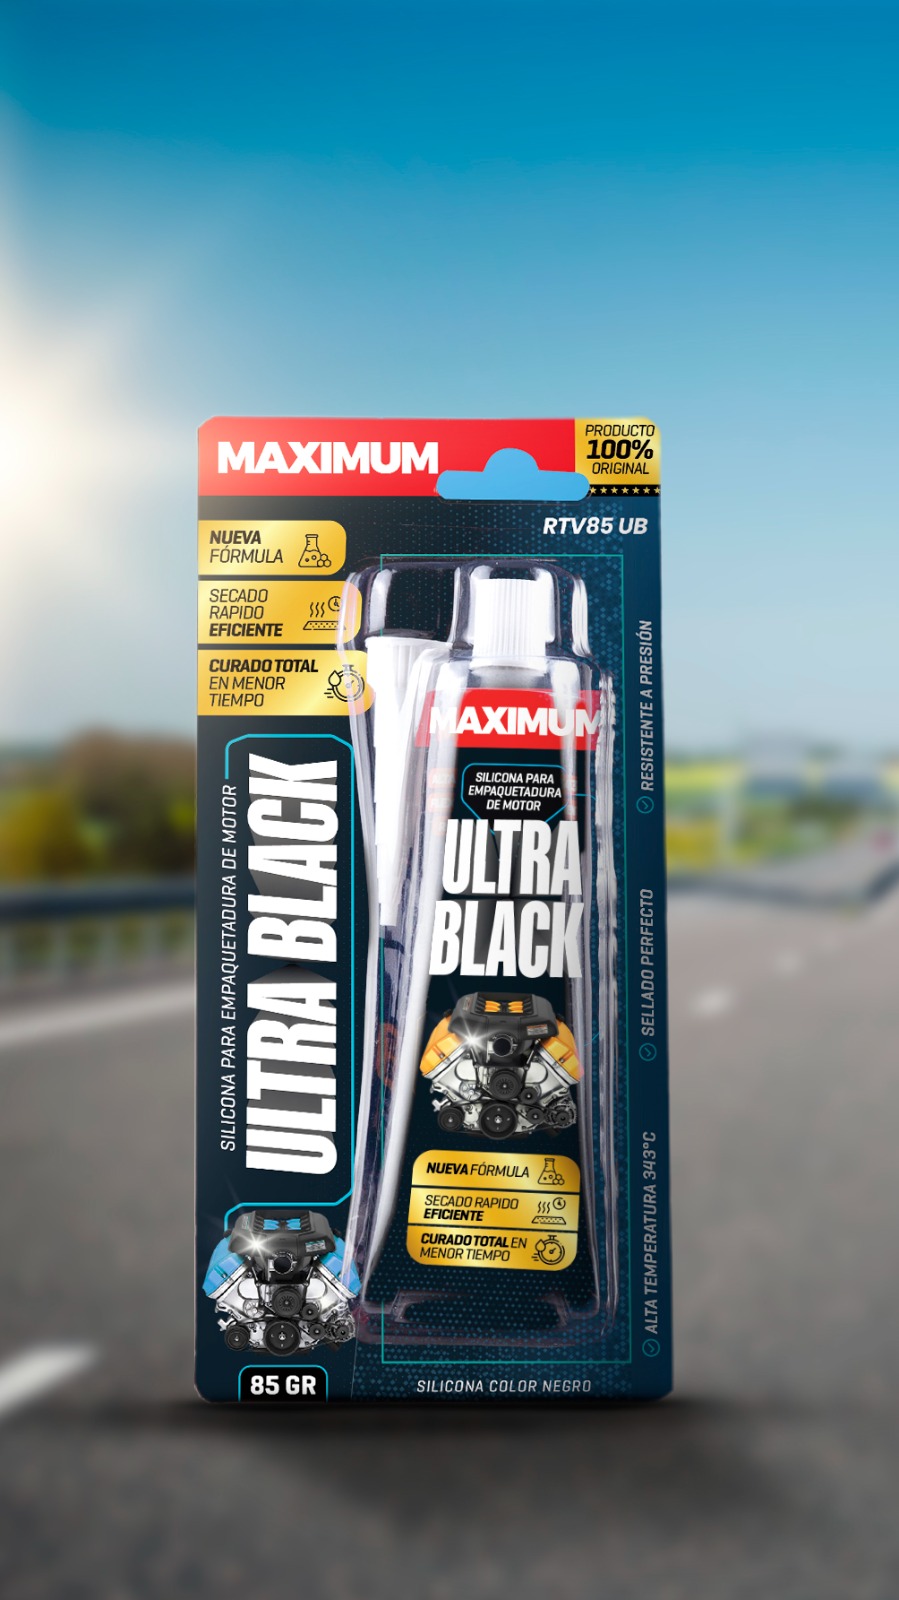 MAXIMUM
PRODUCTO
100%
ORIGINAL
RTV85 UB
NUEVA
FÓRMULA
SECADO
RAPIDO
EFICIENTE
CURADO TOTAL
EN MENOR
TIEMPO
SILICONA PARA EMPAQUETADURA DE MOTOR
ULTRA BLACK
85 GR
MAXIMUM
SILICONA PARA
EMPAQUETADURA
DE MOTOR
ULTRA
BLACK
NUEVA FÓRMULA
SECADO RAPIDO
EFICIENTE
CURADO TOTAL EN
MENOR TIEMPO
RESISTENTE A PRESIÓN
SELLADO PERFECTO
ALTA TEMPERATURA 343°C
SILICONA COLOR NEGRO